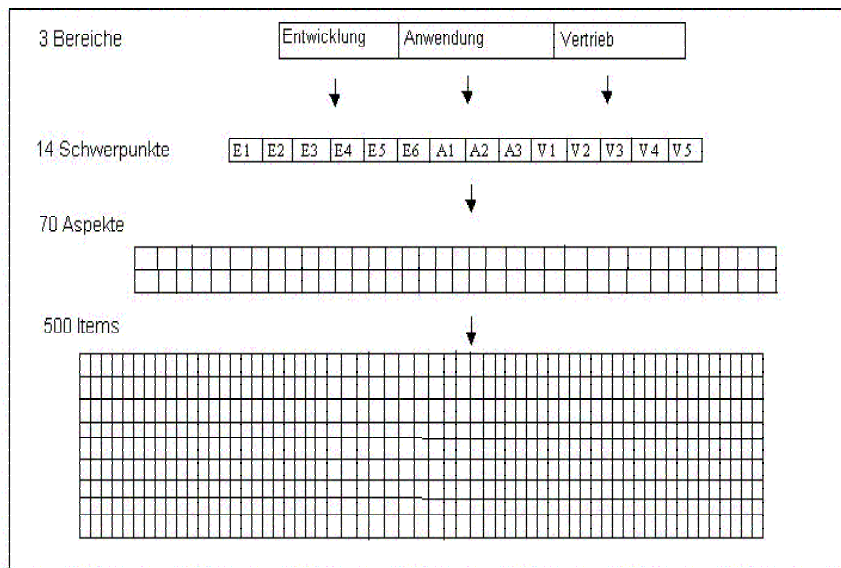 3 Bereiche
Entwicklung Anwendung Vertrieb
14 Schwerpunkte
E1 E2 E3 E4 E5 E6 A1 A2 A3 V1 V2 V3 V4 V5
70 Aspekte
500 Items